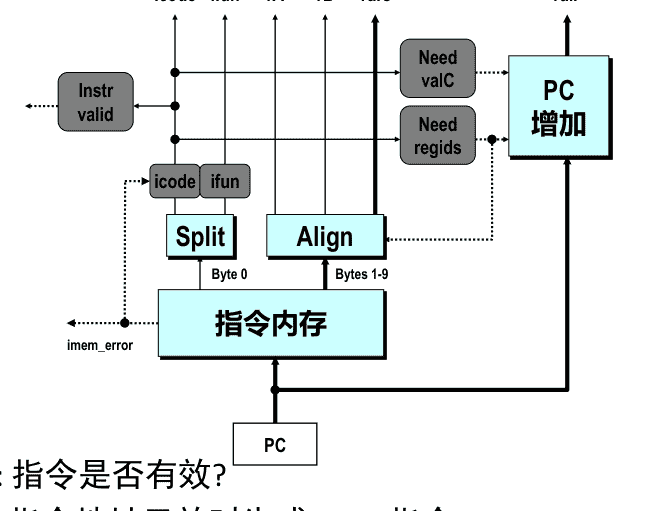 Need
valC
PC
增加
Instr
valid
Need
regids
icode
ifun
Split
Align
Byte 0
Bytes 1-9
指令内存
imem_error
PC
: 指令是否有效?